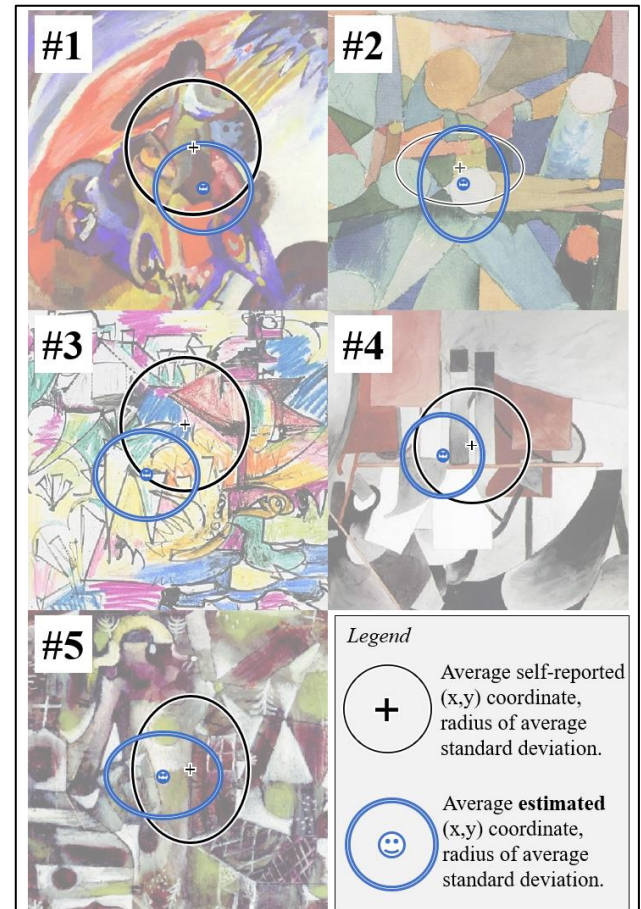 #1
#2
#3
#4
#5
Legend
Average self-reported
(x,y) coordinate,
radius of average
standard deviation.
Average estimated
(x,y) coordinate,
radius of average
standard deviation.